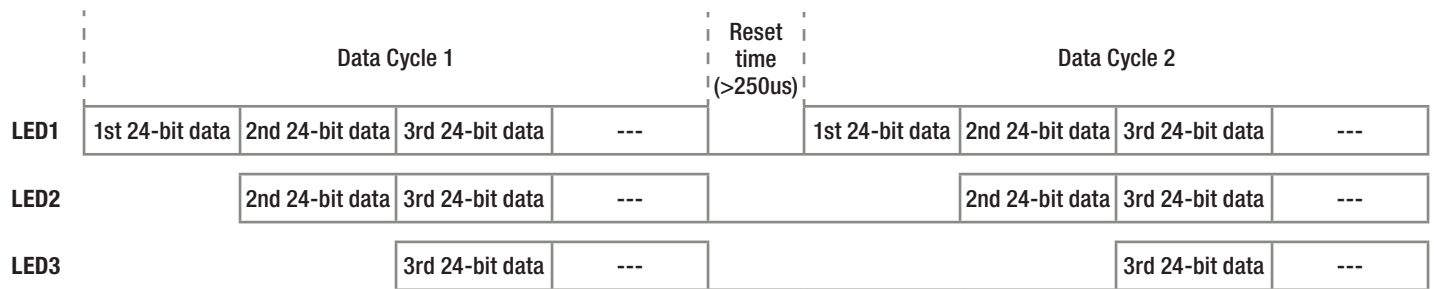 Data Cycle 1
Reset
time
(>250us)
Data Cycle 2
LED1 1st 24-bit data 2nd 24-bit data 3rd 24-bit data --- 1st 24-bit data 2nd 24-bit data 3rd 24-bit data ---
LED2 2nd 24-bit data 3rd 24-bit data --- 2nd 24-bit data 3rd 24-bit data ---
LED3 3rd 24-bit data --- 3rd 24-bit data ---